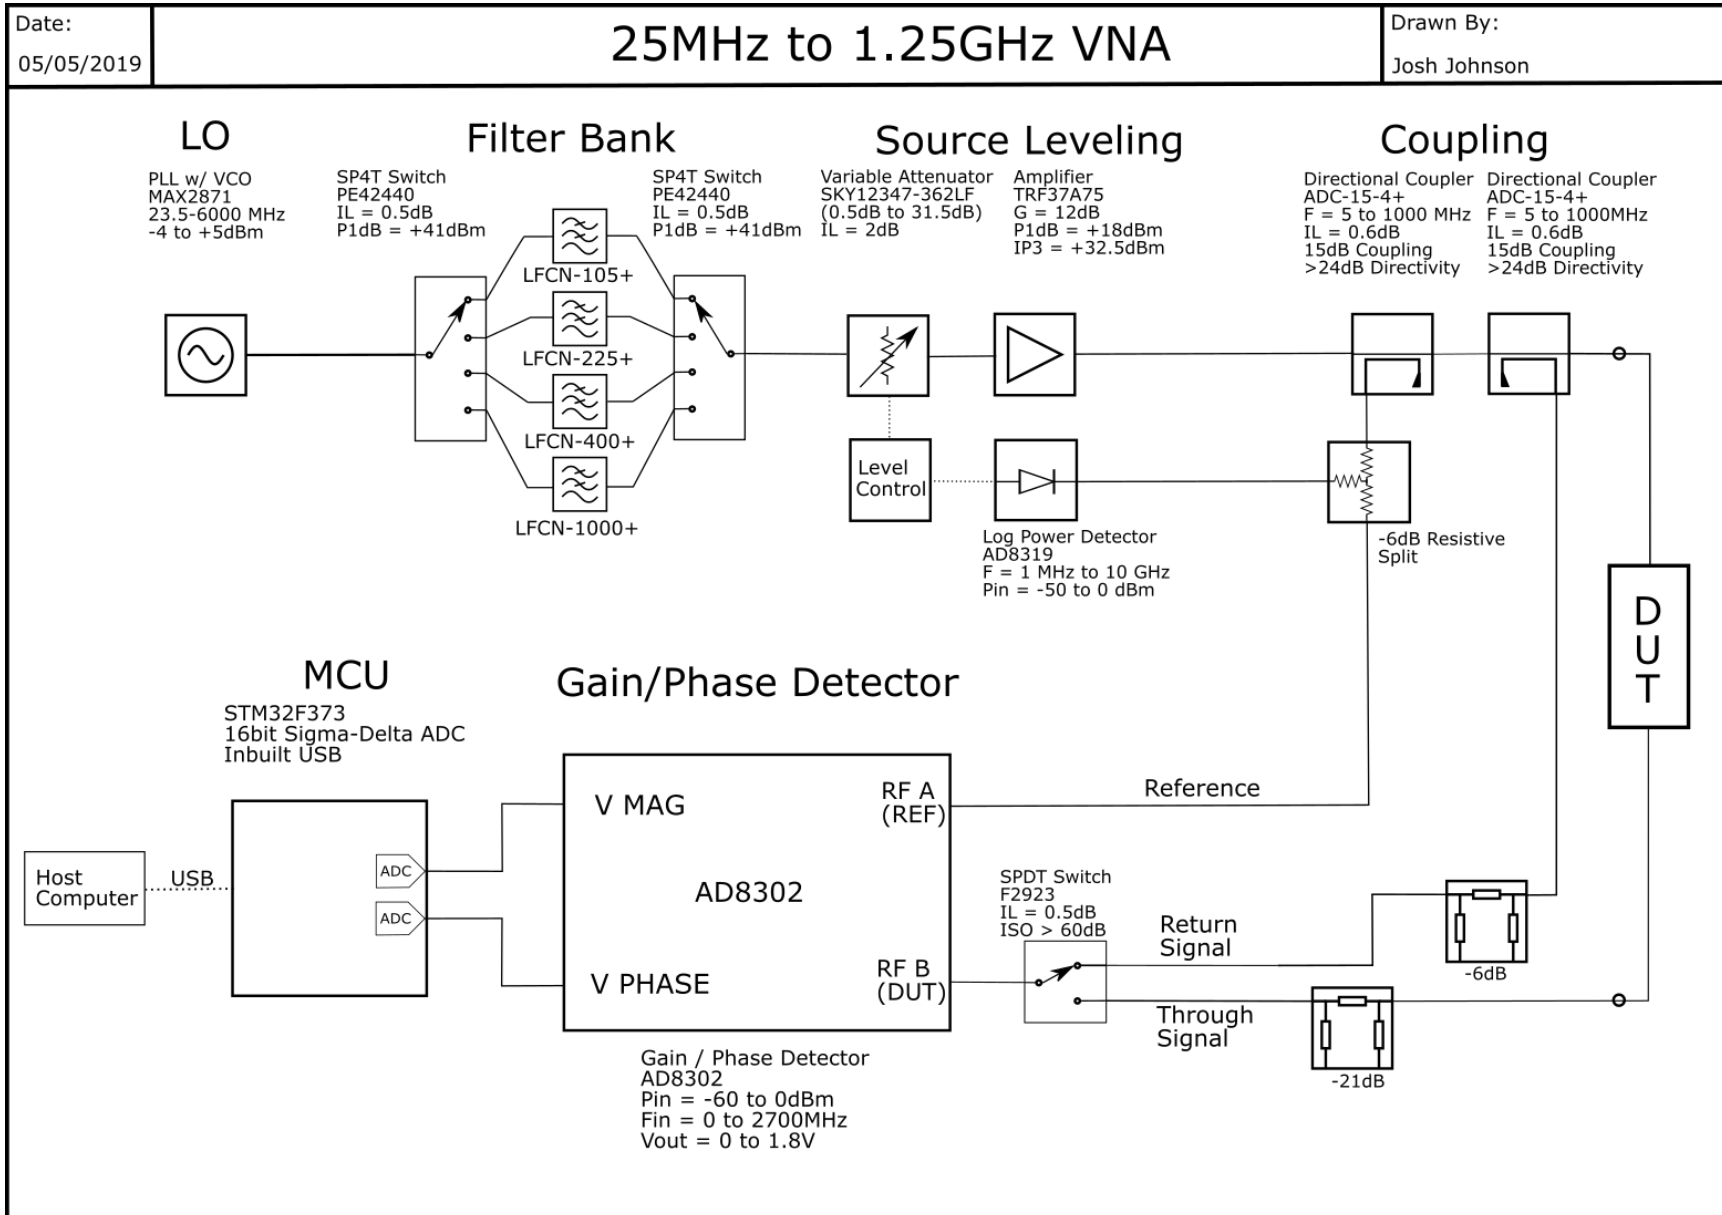 Date:
05/05/2019
25MHz to 1.25GHz VNA
Drawn By:
Josh Johnson
LO
PLL w/ VCO
MAX2871
23.5-6000 MHz
-4 to +5dBm
Filter Bank
SP4T Switch
PE42440
IL = 0.5dB
P1dB = +41dBm
SP4T Switch
PE42440
IL = 0.5dB
P1dB = +41dBm
LFCN-105+
LFCN-225+
LFCN-400+
LFCN-1000+
Source Leveling
Variable Attenuator
SKY12347-362LF
(0.5dB to 31.5dB)
IL = 2dB
Amplifier
TRF37A75
G = 12dB
P1dB = +18dBm
IP3 = +32.5dBm
Level
Control
Log Power Detector
AD8319
F = 1 MHz to 10 GHz
Pin = -50 to 0 dBm
Coupling
Directional Coupler
ADC-15-4+
F = 5 to 1000 MHz
IL = 0.6dB
15dB Coupling
>24dB Directivity
Directional Coupler
ADC-15-4+
F = 5 to 1000MHz
IL = 0.6dB
15dB Coupling
>24dB Directivity
-6dB Resistive
Split
D
U
T
MCU
STM32F373
16bit Sigma-Delta ADC
Inbuilt USB
Host
Computer
USB
ADC
ADC
Gain/Phase Detector
V MAG
V PHASE
AD8302
RF A
(REF)
RF B
(DUT)
Gain / Phase Detector
AD8302
Pin = -60 to 0dBm
Fin = 0 to 2700MHz
Vout = 0 to 1.8V
Reference
SPDT Switch
F2923
IL = 0.5dB
ISO > 60dB
Return
Signal
Through
Signal
-6dB
-21dB